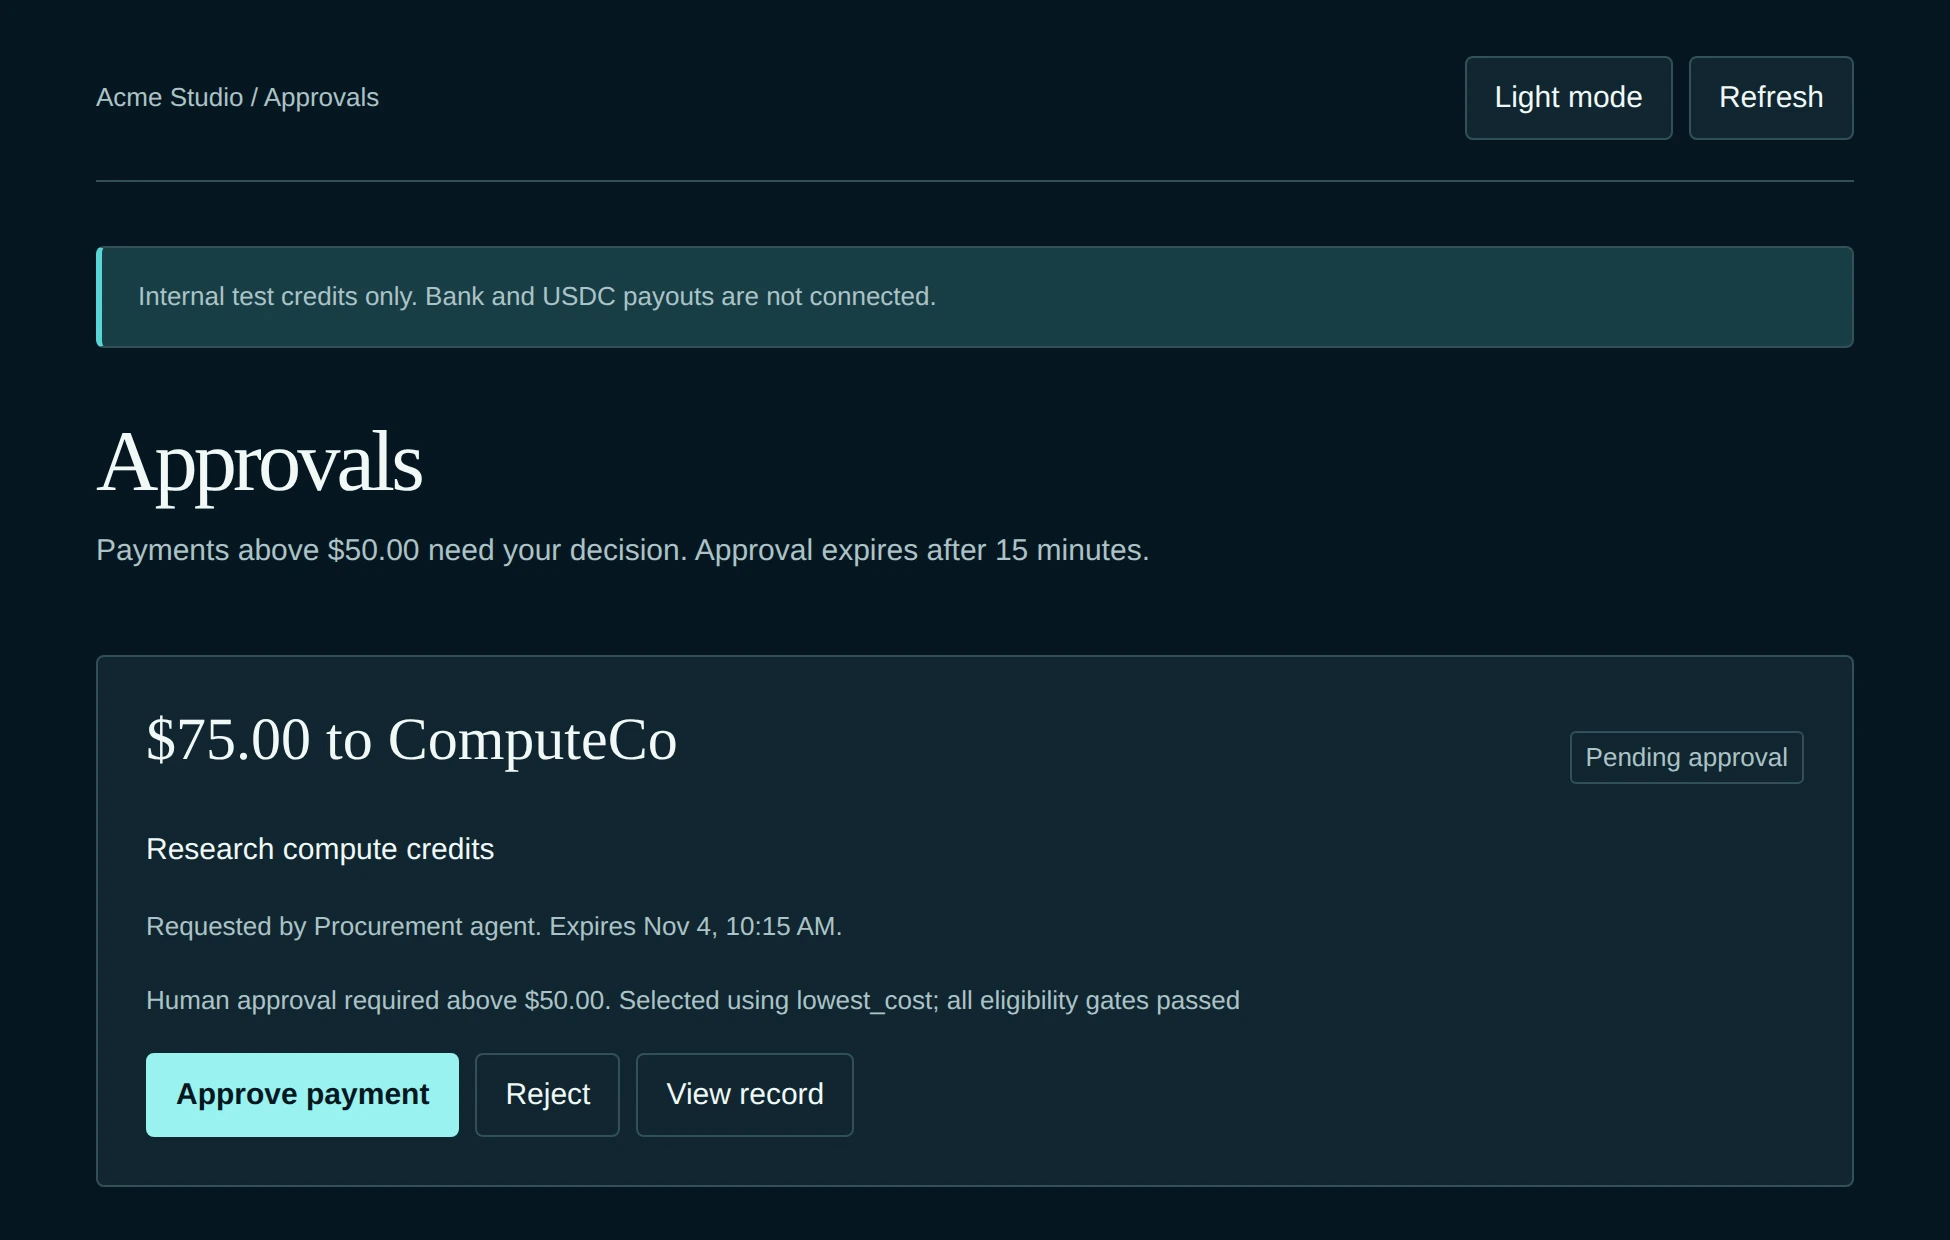 Acme Studio / Approvals
Light mode
Refresh
Internal test credits only. Bank and USDC payouts are not connected.
Approvals
Payments above $50.00 need your decision. Approval expires after 15 minutes.
$75.00 to ComputeCo
Pending approval
Research compute credits
Requested by Procurement agent. Expires Nov 4, 10:15 AM.
Human approval required above $50.00. Selected using lowest_cost; all eligibility gates passed
Approve payment
Reject
View record